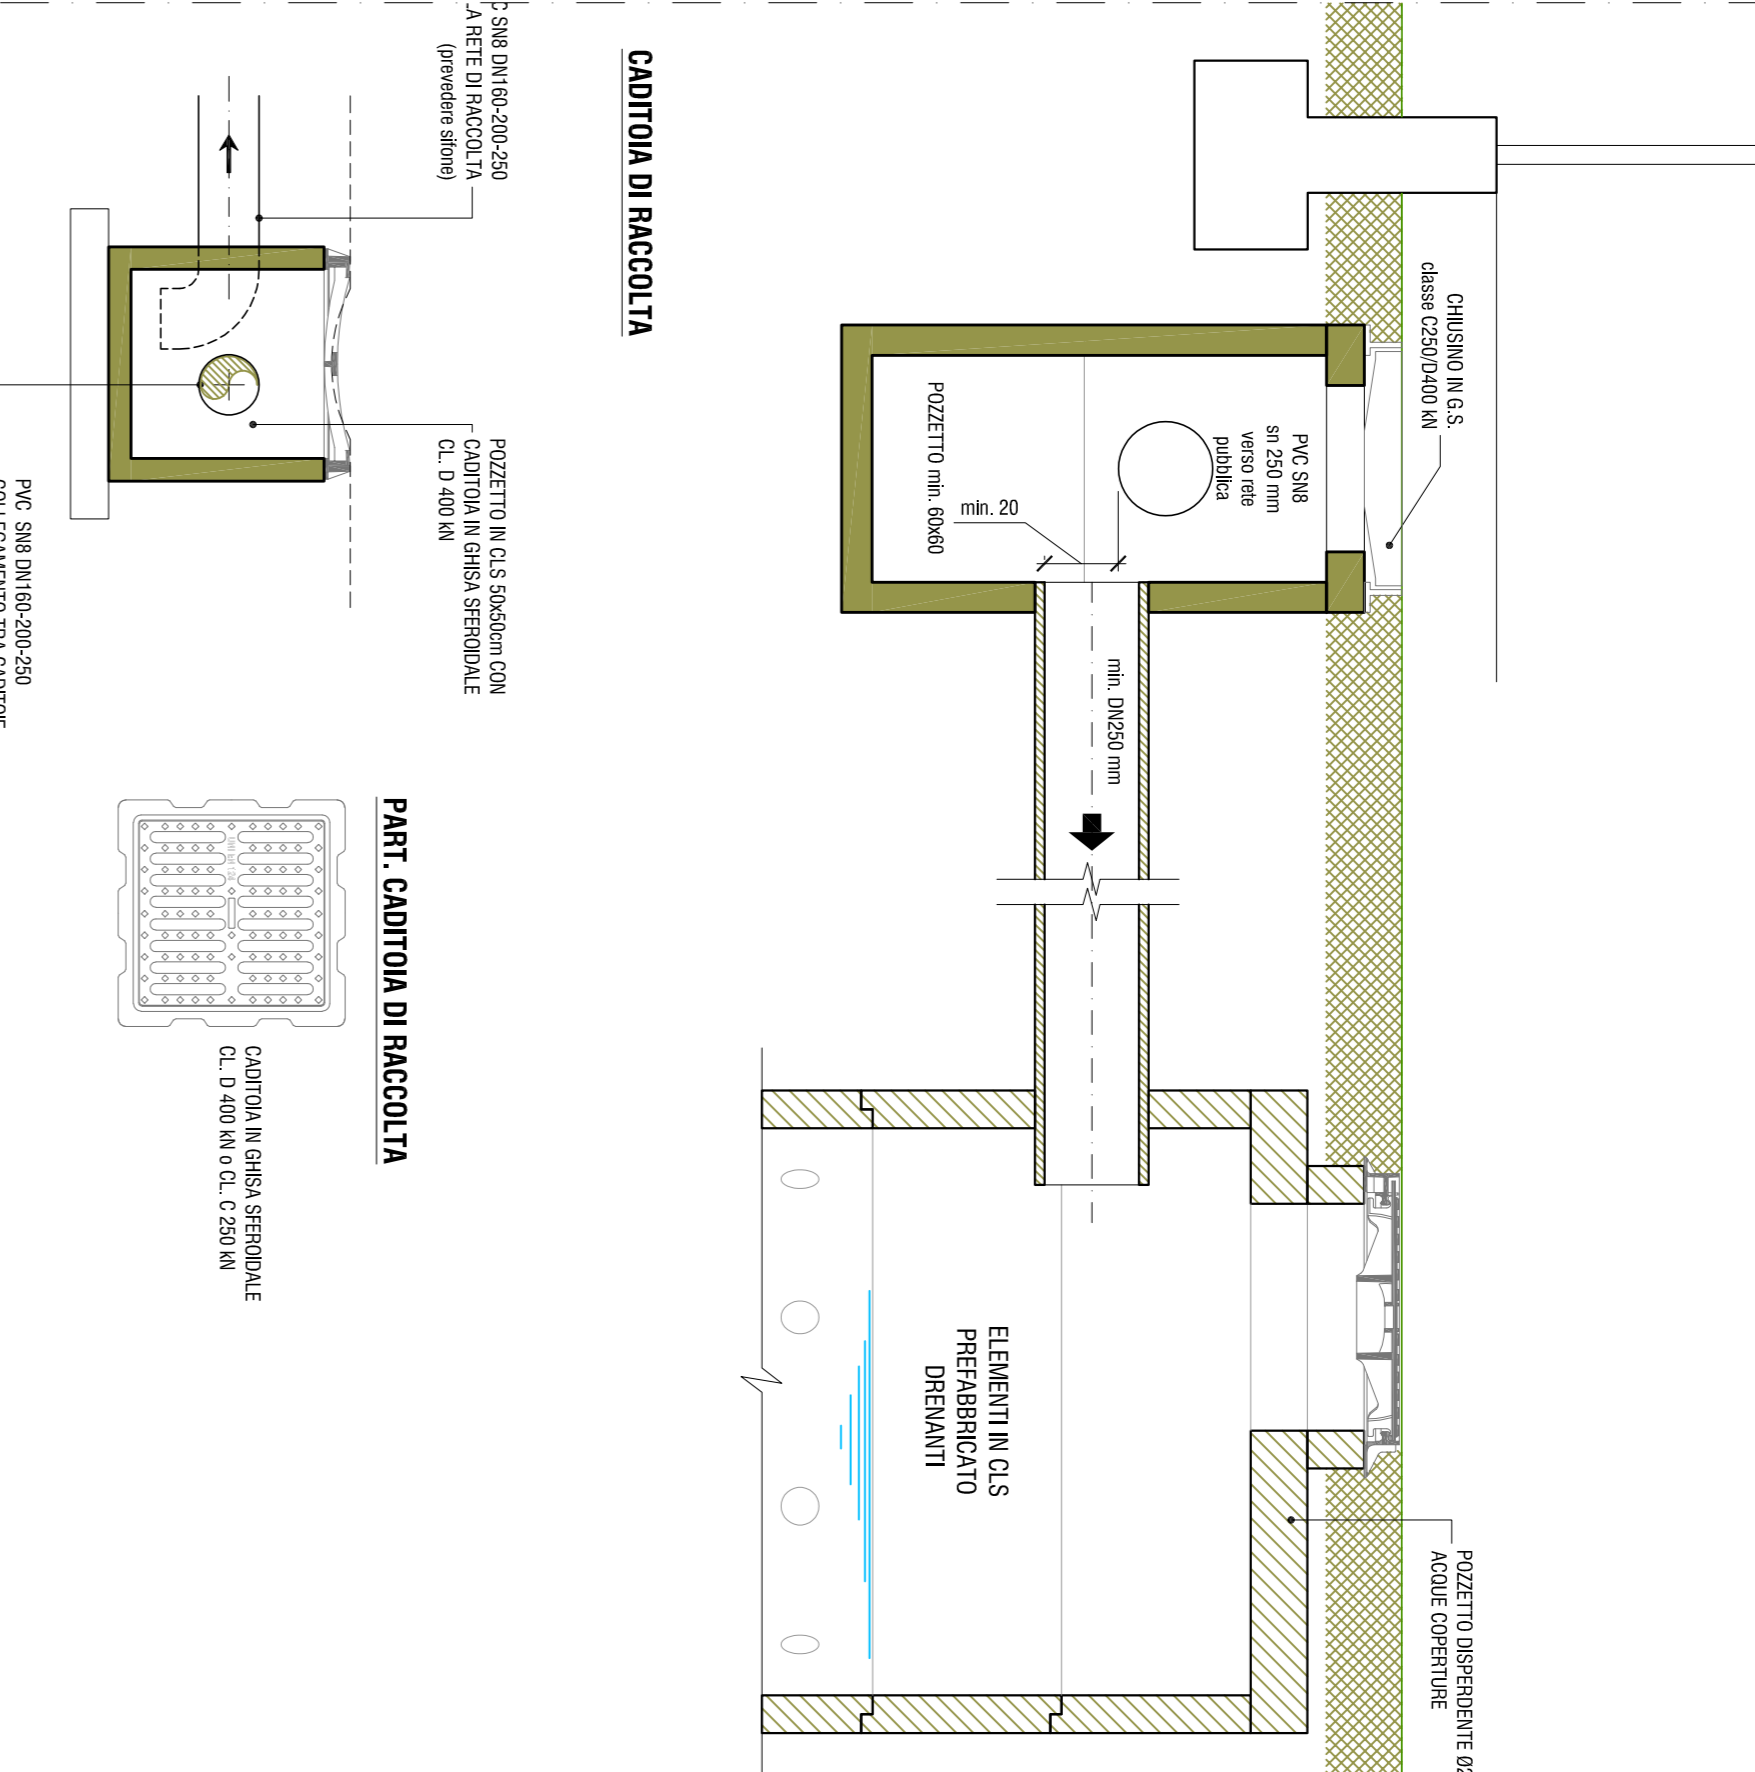 CHIUSINO IN G.S.
classe C250/D400 kN
POZZETTO DISPERDENTE
ACQUE COPERTURE
PVC SN8
sn 250 mm
verso rete
pubblica
min. 20
POZZETTO min. 60x60
min. DN250 mm
ELEMENTI IN CLS
PREFABBRICATO
DRENANTI
CADITOIA DI RACCOLTA
SN8 DN160-200-250
RETE DI RACCOLTA
(prevedere sifone)
POZZETTO IN CLS 50x50cm CON
CADITOIA IN GHISA SFEROIDALE
CL. D 400 kN
PVC SN8 DN160-200-250
PART. CADITOIA DI RACCOLTA
CADITOIA IN GHISA SFEROIDALE
CL. D 400 kN o CL. C 250 kN